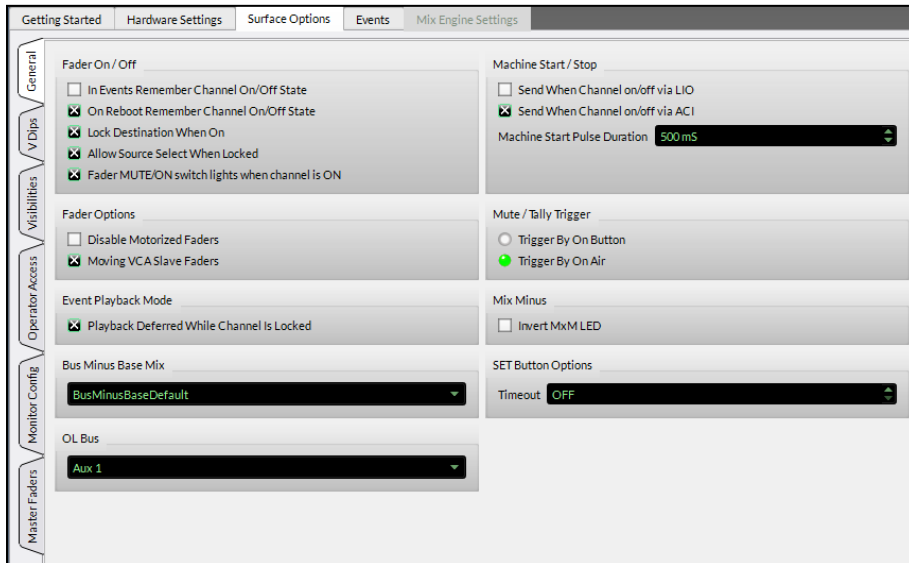 Getting Started
Hardware Settings
Surface Options
Events
Mix Engine Settings
General
V Dips
Visibilities
Operator Access
Monitor Config
Master Faders
Fader On / Off
In Events Remember Channel On/Off State
On Reboot Remember Channel On/Off State
Lock Destination When On
Allow Source Select When Locked
Fader MUTE/ON switch lights when channel is ON
Fader Options
Disable Motorized Faders
Moving VCA Slave Faders
Event Playback Mode
Playback Deferred While Channel Is Locked
Bus Minus Base Mix
BusMinusBaseDefault
OL Bus
Aux 1
Machine Start / Stop
Send When Channel on/off via LIO
Send When Channel on/off via ACI
Machine Start Pulse Duration 500 mS
Mute / Tally Trigger
Trigger By On Button
Trigger By On Air
Mix Minus
Invert MxM LED
SET Button Options
Timeout OFF